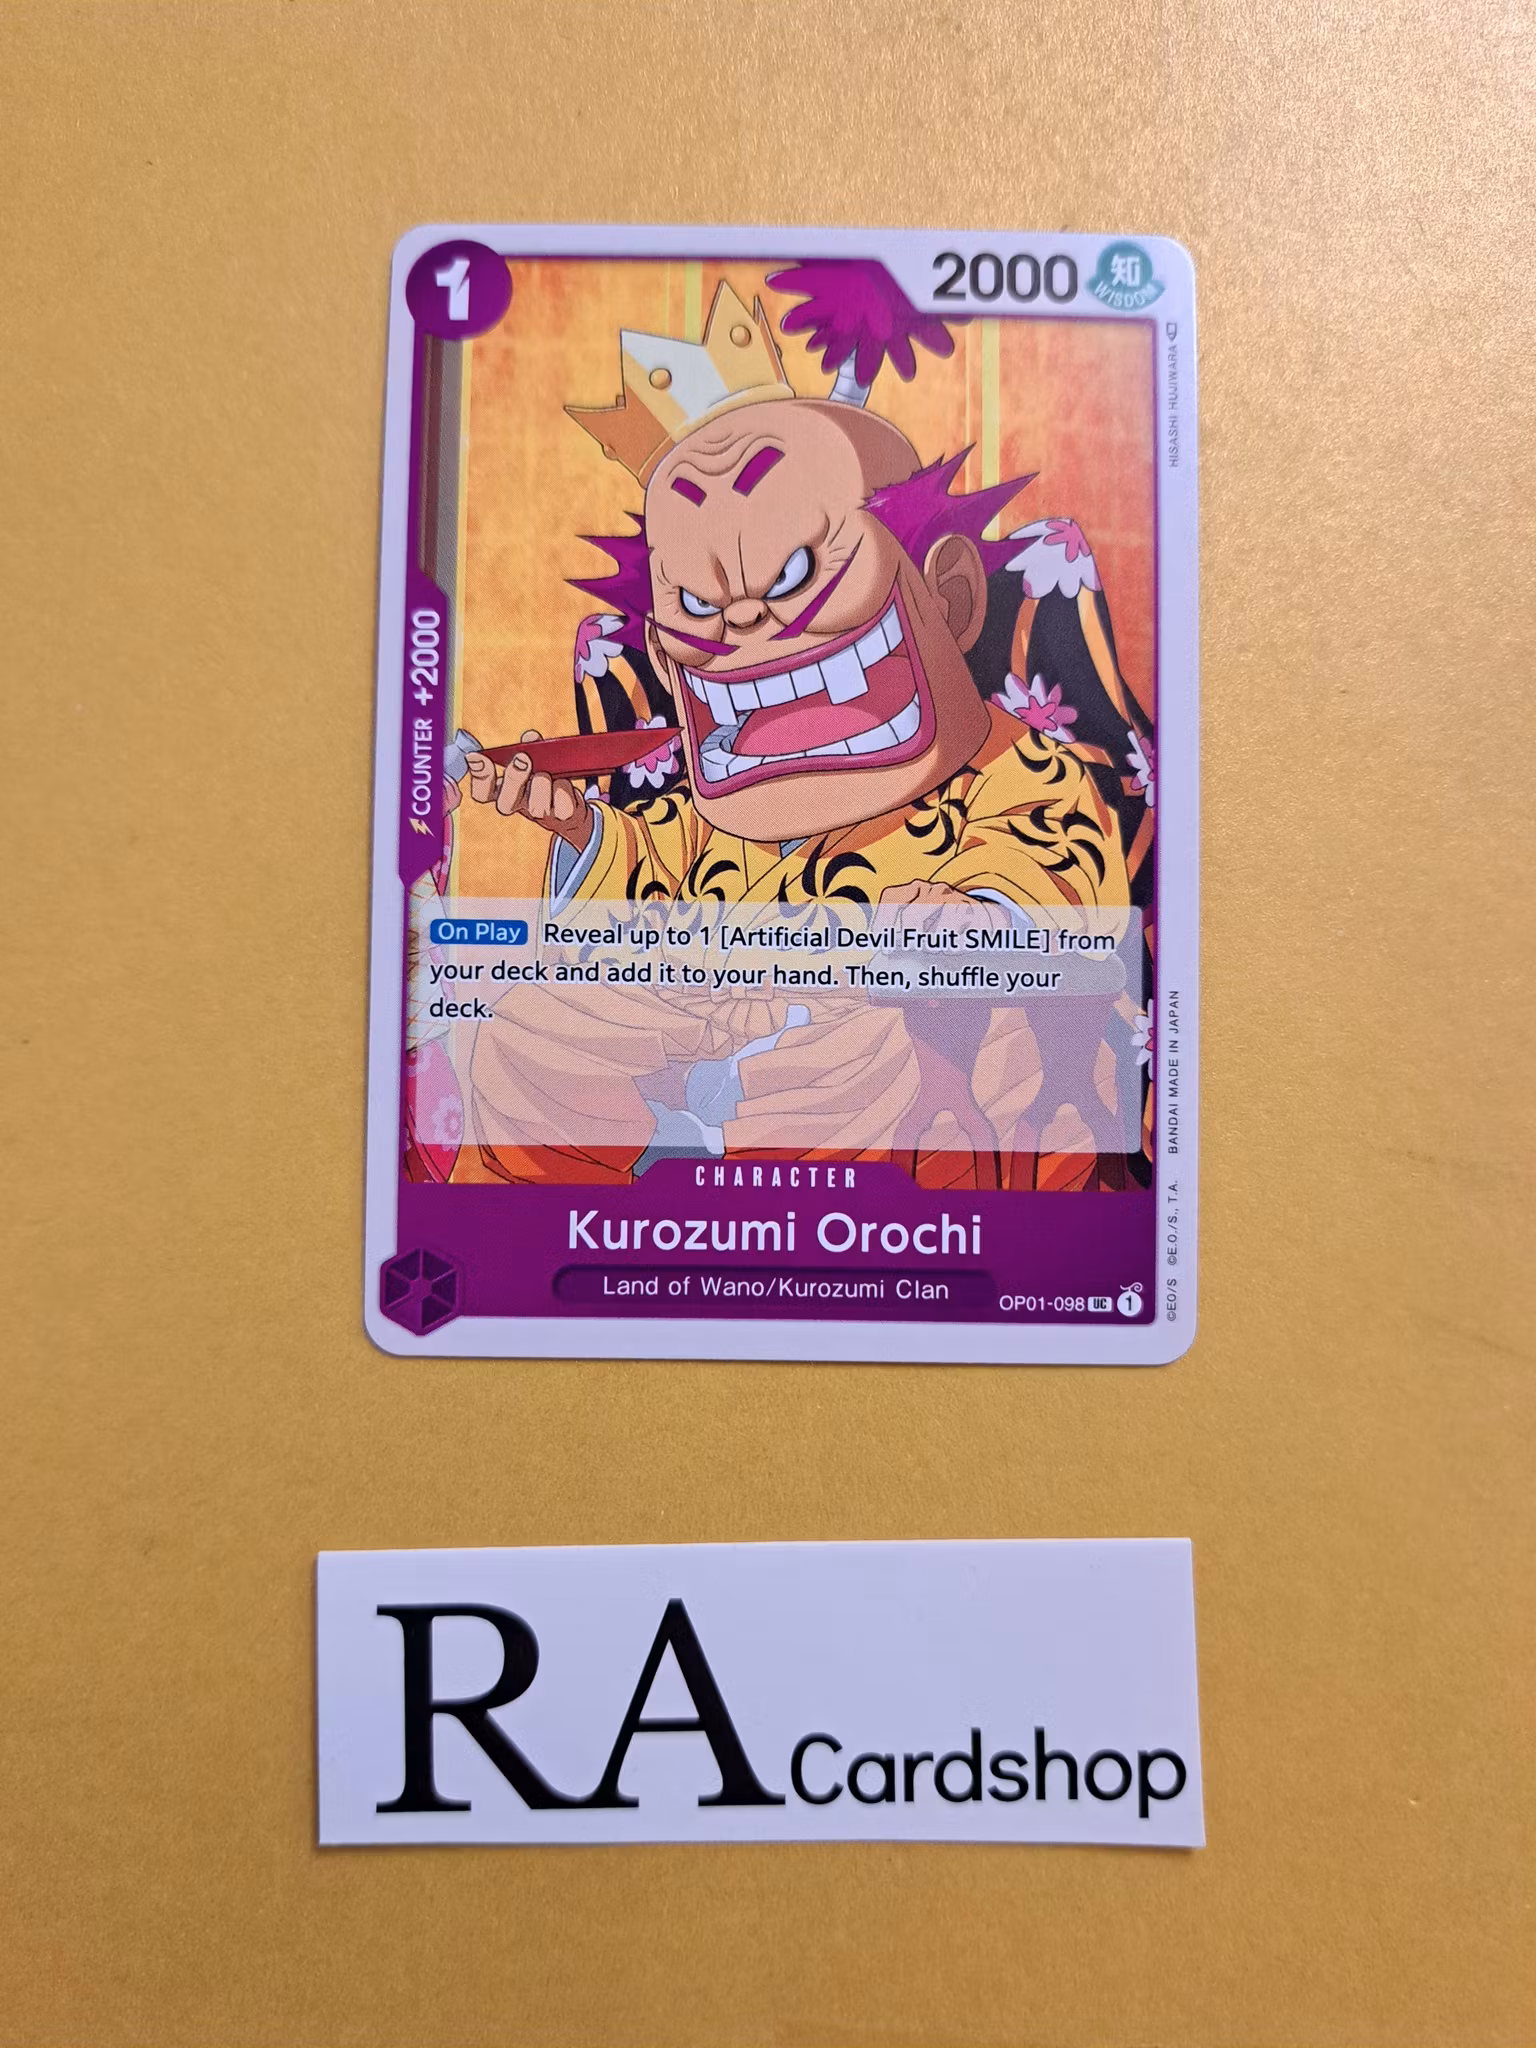 1
2000
知
WISDOM
HISASHI HUJIWARA
COUNTER +2000
On Play Reveal up to 1 [Artificial Devil Fruit SMILE] from
your deck and add it to your hand. Then, shuffle your
deck.
CHARACTER
Kurozumi Orochi
Land of Wano/Kurozumi Clan
OP01-098 UC 1
©EO/S ©E.O./S., T.A. BANDAI MADE IN JAPAN
RA Cardshop